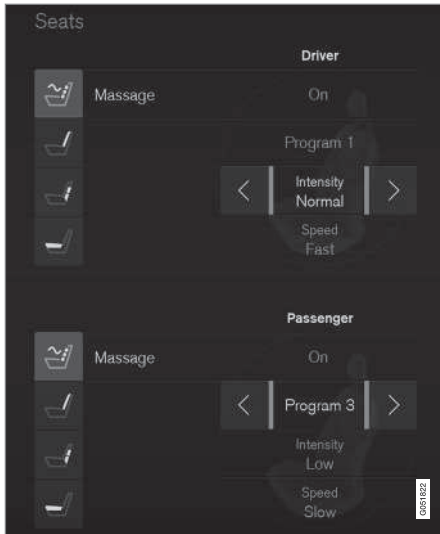 Seats
Driver
Massage On
Program 1
Intensity
Normal
Speed
Fast
Passenger
Massage On
Program 3
Intensity
Low
Speed
Slow
G051822